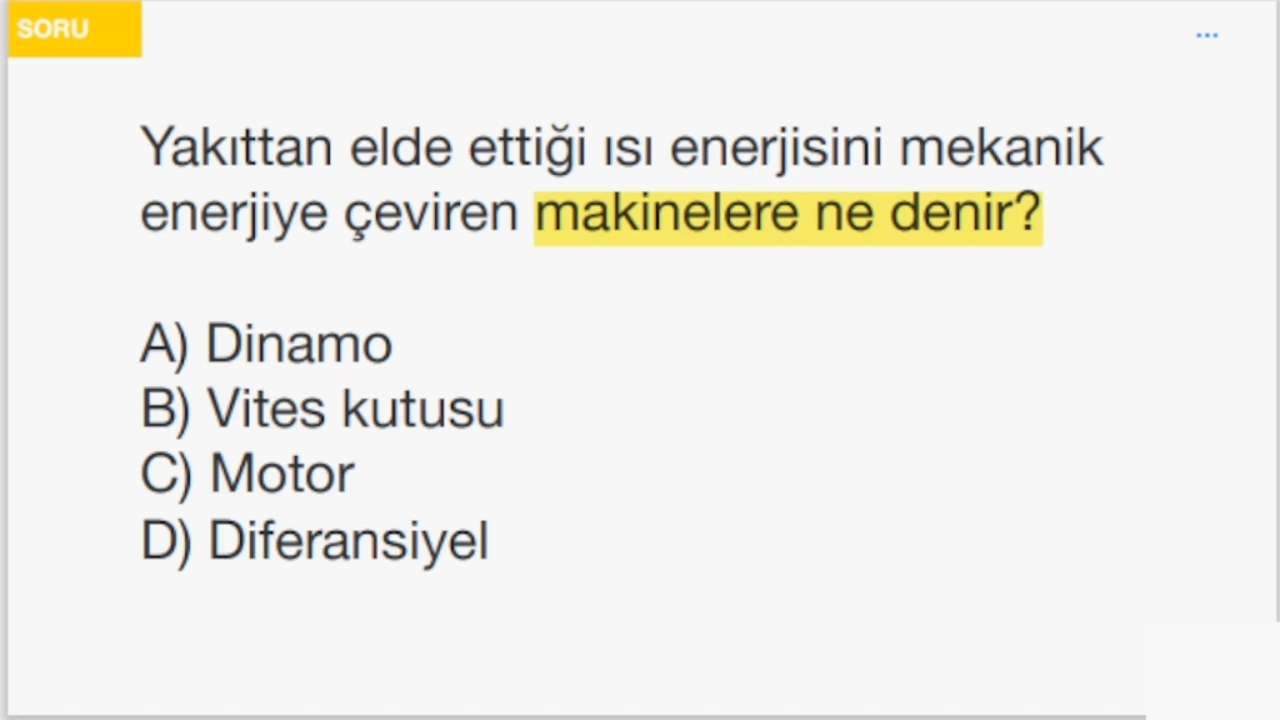 SORU
...
Yakıttan elde ettiği ısı enerjisini mekanik
enerjiye çeviren makinelere ne denir?
A) Dinamo
B) Vites kutusu
C) Motor
D) Diferansiyel